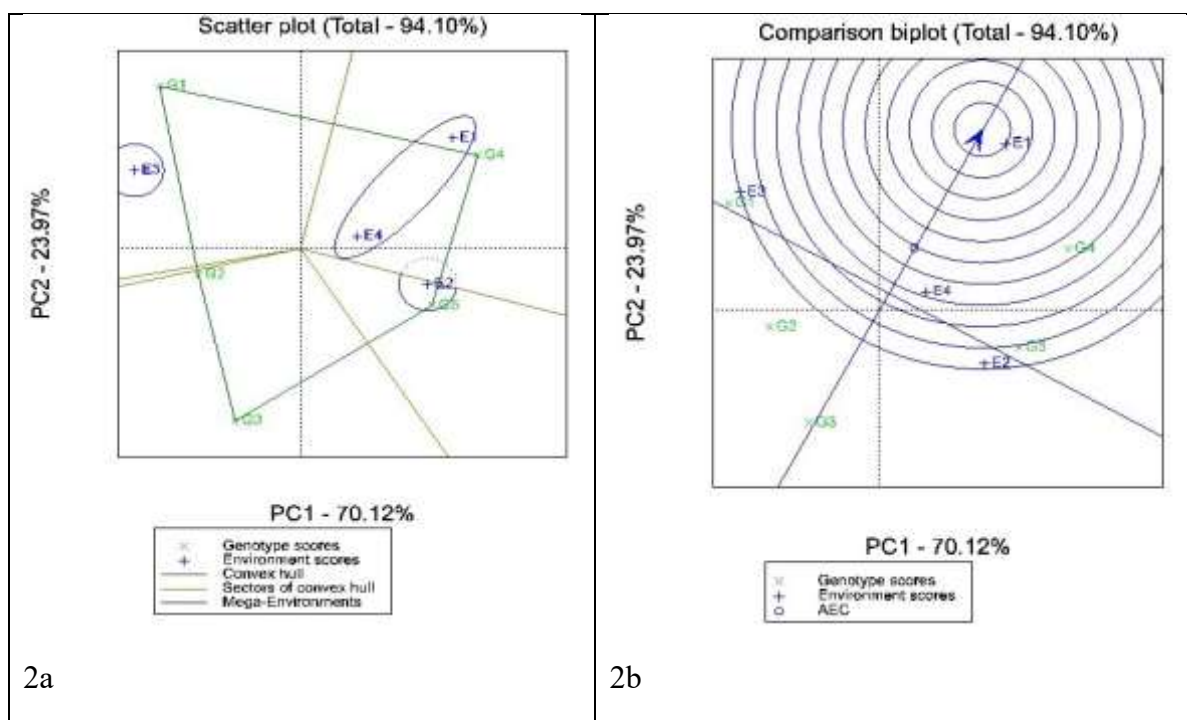 Scatter plot (Total - 94.10%)
G1
E1
G4
E3
E4
G2
E2
G5
G3
PC2 - 23.97%
PC1 - 70.12%
Genotype scores
Environment scores
Convex hull
Sectors of convex hull
Mega-Environments
2a
Comparison biplot (Total - 94.10%)
E1
E3
G1
G4
E4
G2
E2
G3
PC2 - 23.97%
PC1 - 70.12%
Genotype scores
Environment scores
AEC
2b